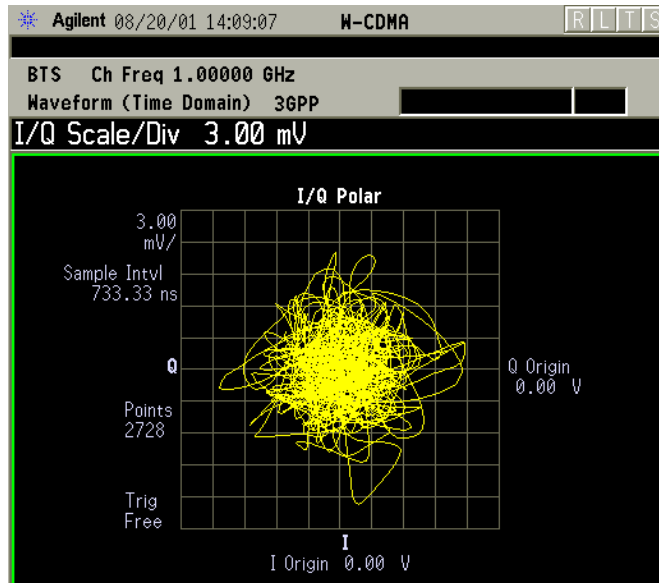 Agilent 08/20/01 14:09:07 W-CDMA R L T S
BTS Ch Freq 1.00000 GHz
Waveform (Time Domain) 3GPP
I/Q Scale/Div 3.00 mV
I/Q Polar
3.00
mV/
Sample Intvl
733.33 ns
Q
Q Origin
0.00 V
Points
2728
Trig
Free
I
I Origin 0.00 V